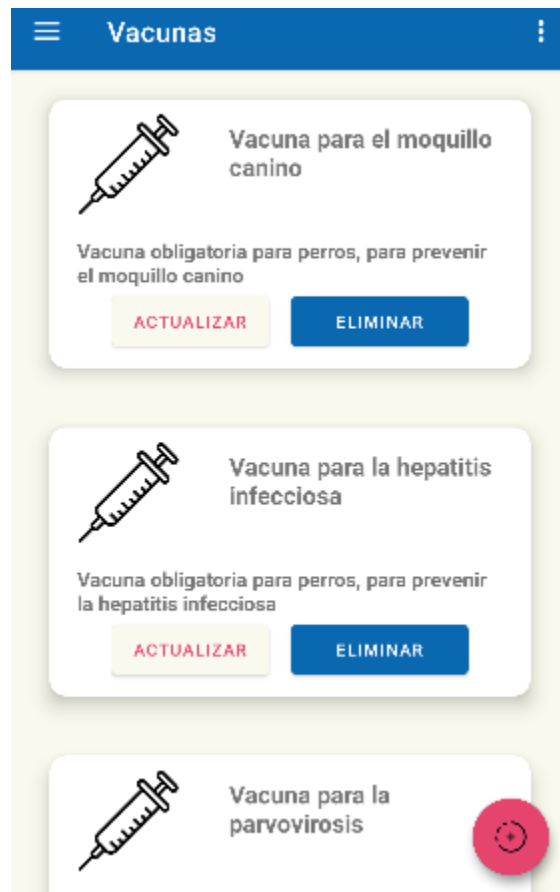 Vacunas
Vacuna para el moquillo
canino
Vacuna obligatoria para perros, para prevenir
el moquillo canino
ACTUALIZAR
ELIMINAR
Vacuna para la hepatitis
infecciosa
Vacuna obligatoria para perros, para prevenir
la hepatitis infecciosa
ACTUALIZAR
ELIMINAR
Vacuna para la
parvovirosis